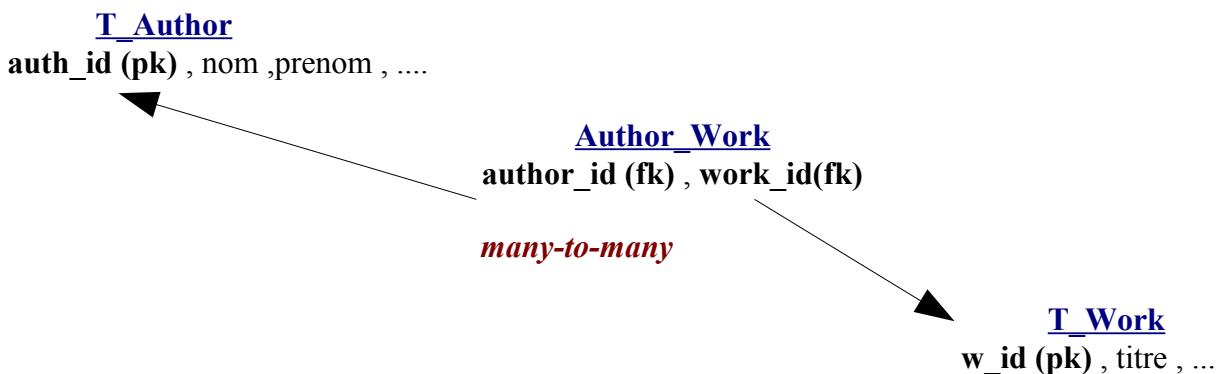 T_Author
auth_id (pk) , nom ,prenom , ....
Author_Work
author_id (fk) , work_id(fk)
many-to-many
T_Work
w_id (pk) , titre , ...